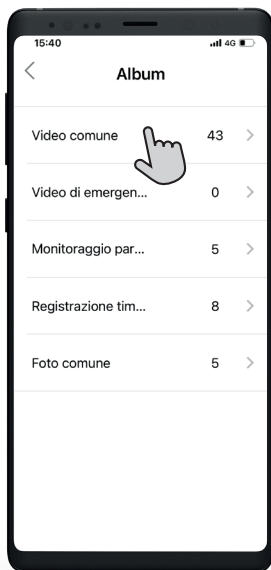 15:40 4G
Album
Video comune 43
Video di emergen... 0
Monitoraggio par... 5
Registrazione tim... 8
Foto comune 5